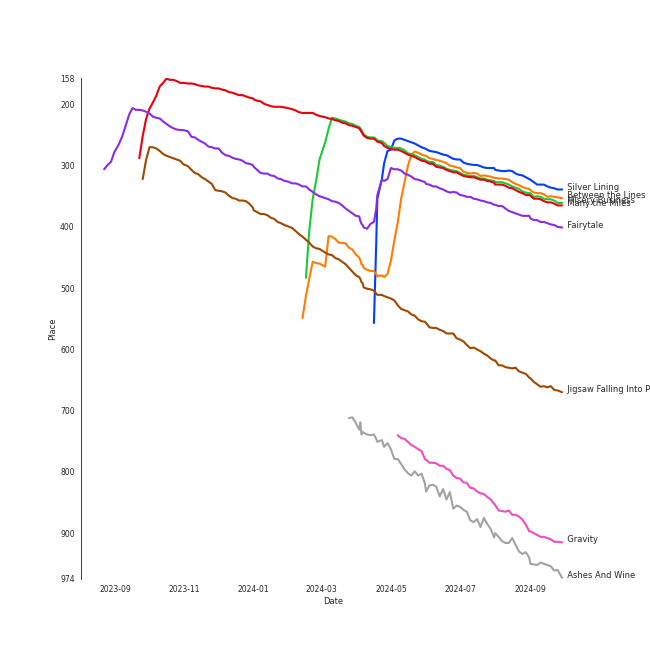 158
200
300
400
500
600
700
800
900
974
Place
2023-09
2023-11
2024-01
2024-03
2024-05
2024-07
2024-09
Date
Silver Lining
Between the Lines
Misery Business
Many the Miles
Fairytale
Jigsaw Falling Into P
Gravity
Ashes And Wine